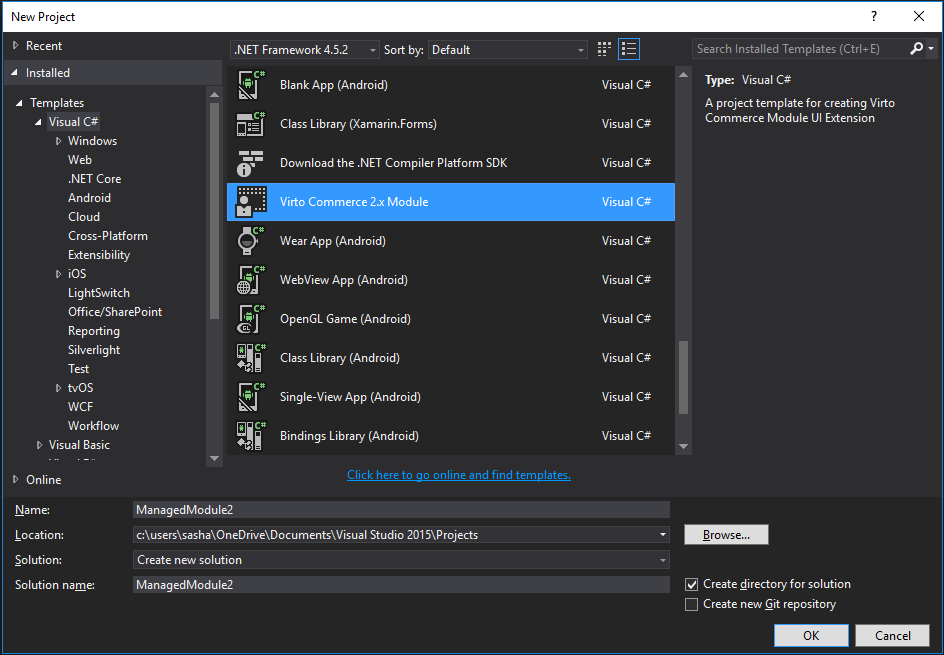 New Project
?
Recent
.NET Framework 4.5.2
Sort by:
Default
Search Installed Templates (Ctrl+E)
Installed
Templates
Visual C#
Windows
Web
.NET Core
Android
Cloud
Cross-Platform
Extensibility
iOS
LightSwitch
Office/SharePoint
Reporting
Silverlight
Test
tvOS
WCF
Workflow
Visual Basic
Online
Blank App (Android) Visual C#
Class Library (Xamarin.Forms) Visual C#
Download the .NET Compiler Platform SDK Visual C#
Virto Commerce 2.x Module Visual C#
Wear App (Android) Visual C#
WebView App (Android) Visual C#
OpenGL Game (Android) Visual C#
Class Library (Android) Visual C#
Single-View App (Android) Visual C#
Bindings Library (Android) Visual C#
Click here to go online and find templates.
Type: Visual C#
A project template for creating Virto
Commerce Module UI Extension
Name: ManagedModule2
Location: c:\users\sasha\OneDrive\Documents\Visual Studio 2015\Projects
Browse...
Solution: Create new solution
Solution name: ManagedModule2
Create directory for solution
Create new Git repository
OK
Cancel